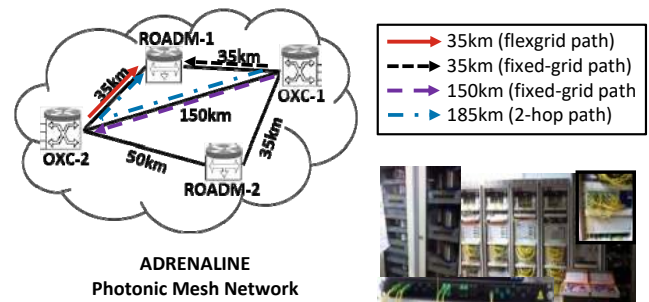 ROADM-1
35km
35km
OXC-1
150km
OXC-2
50km
35km
ROADM-2
ADRENALINE
Photonic Mesh Network
35km (flexgrid path)
35km (fixed-grid path)
150km (fixed-grid path
185km (2-hop path)